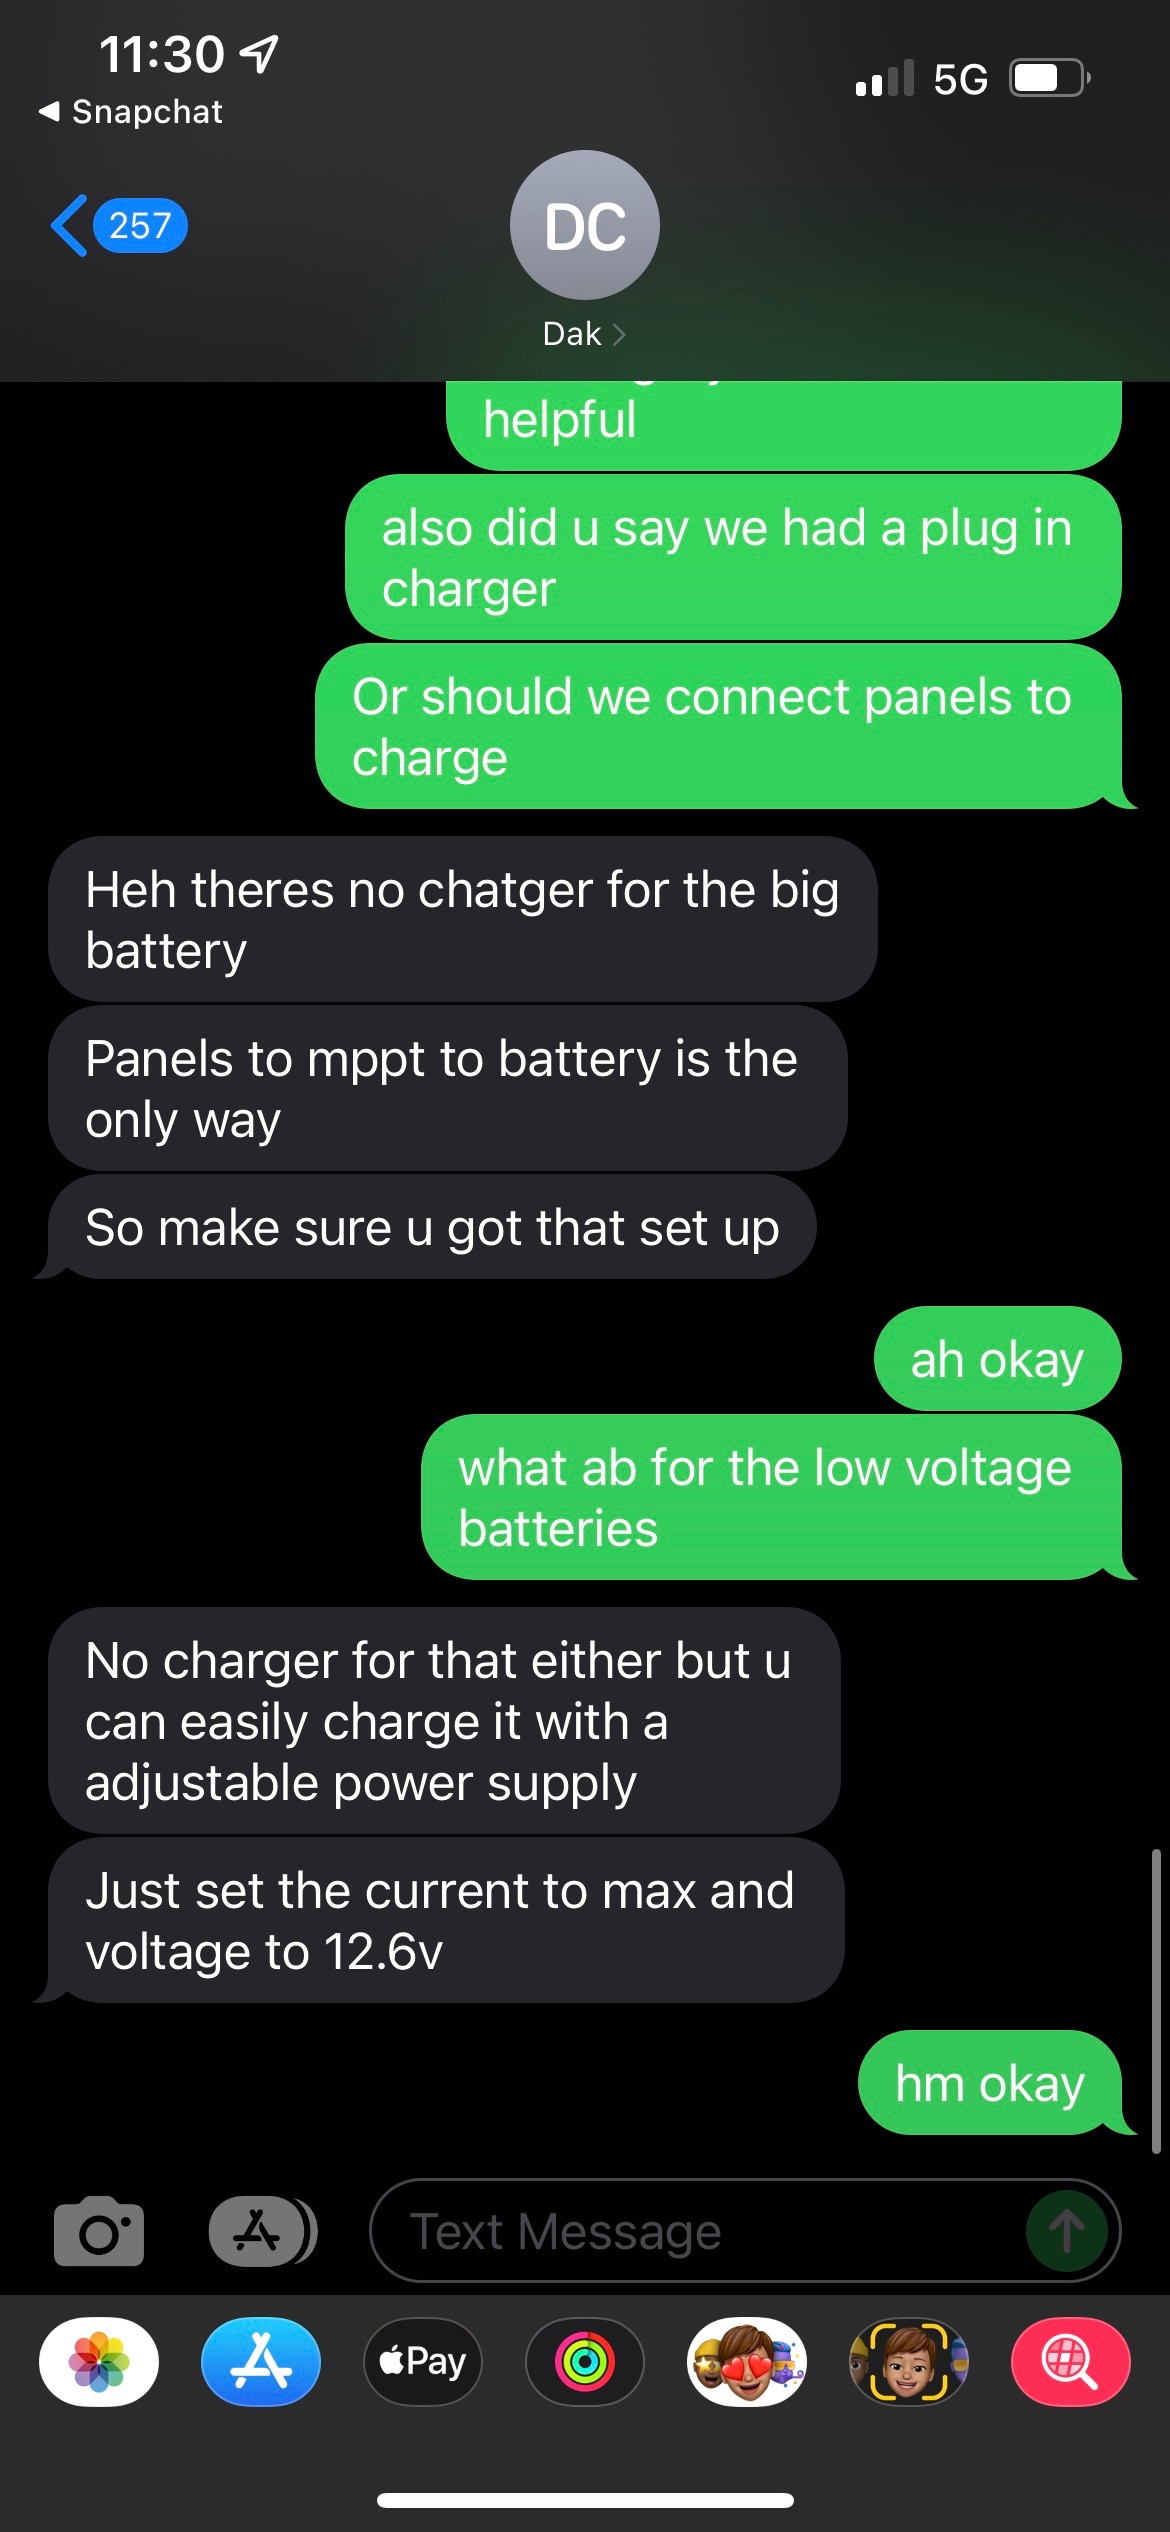 11:30
Snapchat
5G
257
DC
Dak
helpful
also did u say we had a plug in
charger
Or should we connect panels to
charge
Heh theres no chatger for the big
battery
Panels to mppt to battery is the
only way
So make sure u got that set up
ah okay
what ab for the low voltage
batteries
No charger for that either but u
can easily charge it with a
adjustable power supply
Just set the current to max and
voltage to 12.6v
hm okay
Text Message
Pay